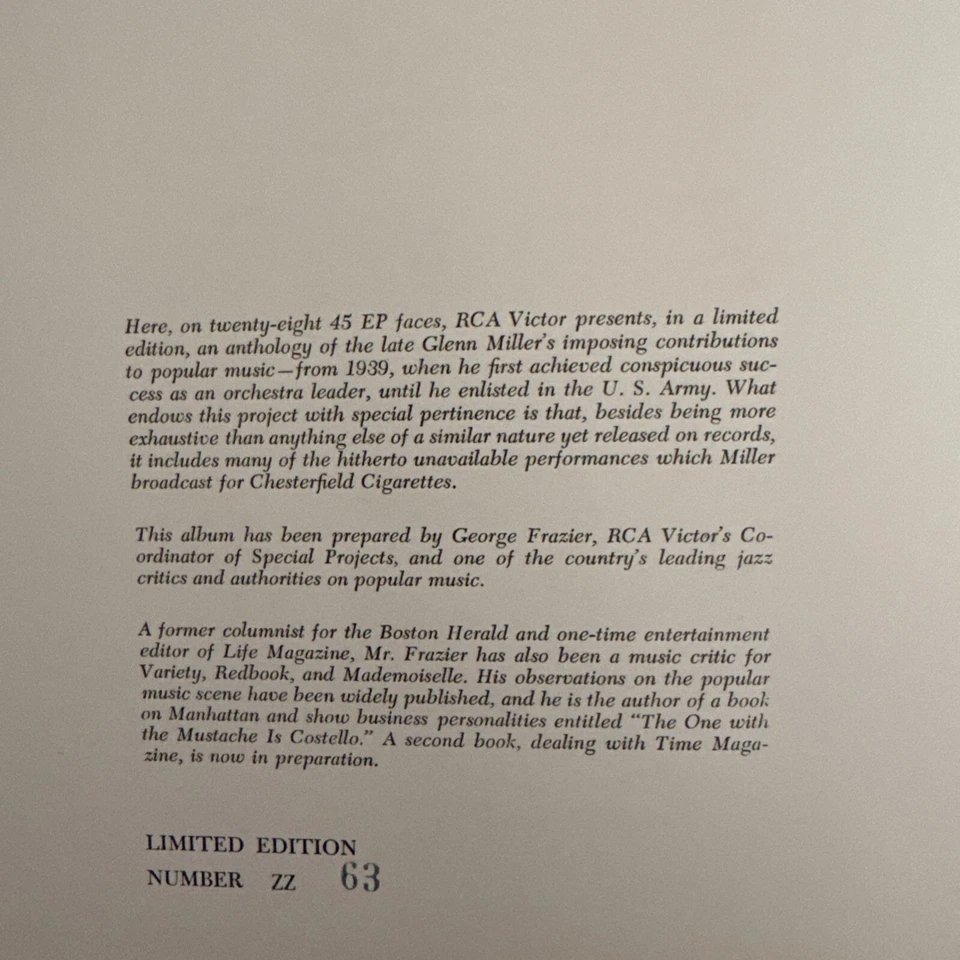 Here, on twenty-eight 45 EP faces, RCA Victor presents, in a limited
edition, an anthology of the late Glenn Miller's imposing contributions
to popular music—from 1939, when he first achieved conspicuous suc-
cess as an orchestra leader, until he enlisted in the U. S. Army. What
endows this project with special pertinence is that, besides being more
exhaustive than anything else of a similar nature yet released on records,
it includes many of the hitherto unavailable performances which Miller
broadcast for Chesterfield Cigarettes.
This album has been prepared by George Frazier, RCA Victor's Co-
ordinator of Special Projects, and one of the country's leading jazz
critics and authorities on popular music.
A former columnist for the Boston Herald and one-time entertainment
editor of Life Magazine, Mr. Frazier has also been a music critic for
Variety, Redbook, and Mademoiselle. His observations on the popular
music scene have been widely published, and he is the author of a book
on Manhattan and show business personalities entitled "The One with
the Mustache Is Costello." A second book, dealing with Time Maga-
zine, is now in preparation.
LIMITED EDITION
NUMBER ZZ 63